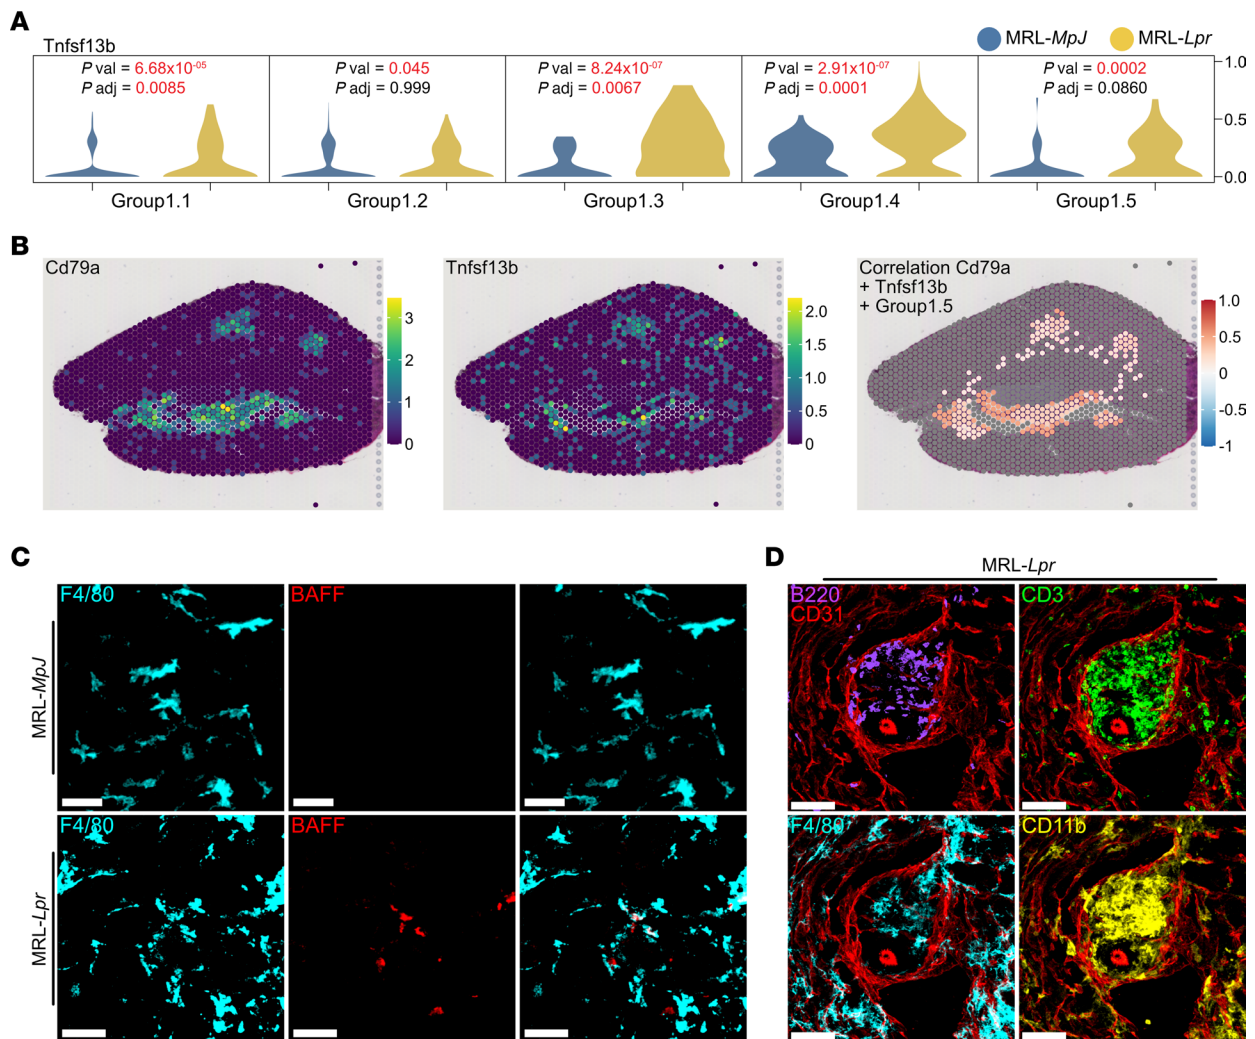 A
Tnfsf13b
MRL-MpJ
MRL-Lpr
P val = 6.68x10-05
P adj = 0.0085
P val = 0.045
P adj = 0.999
P val = 8.24x10-07
P adj = 0.0067
P val = 2.91x10-07
P adj = 0.0001
P val = 0.0002
P adj = 0.0860
1.0
0.5
0.0
Group1.1
Group1.2
Group1.3
Group1.4
Group1.5
B
Cd79a
3
2
1
0
Tnfsf13b
2.0
1.5
1.0
0.5
0
Correlation Cd79a
+ Tnfsf13b
+ Group1.5
1.0
0.5
0
-0.5
-1
C
MRL-MpJ
F4/80
BAFF
MRL-Lpr
F4/80
BAFF
D
MRL-Lpr
B220
CD31
CD3
F4/80
CD11b